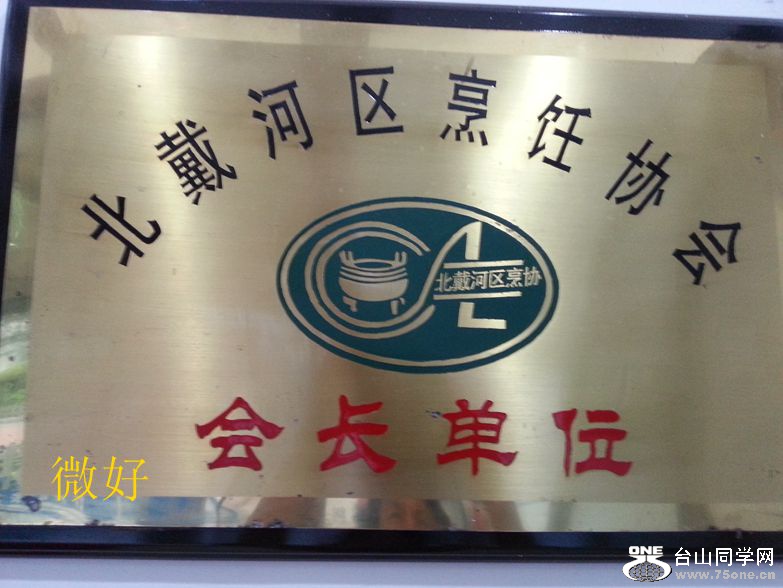 北戴河区烹饪协会
北戴河区烹协
会长单位
微好
ONE 台山同学网
www.75one.cn